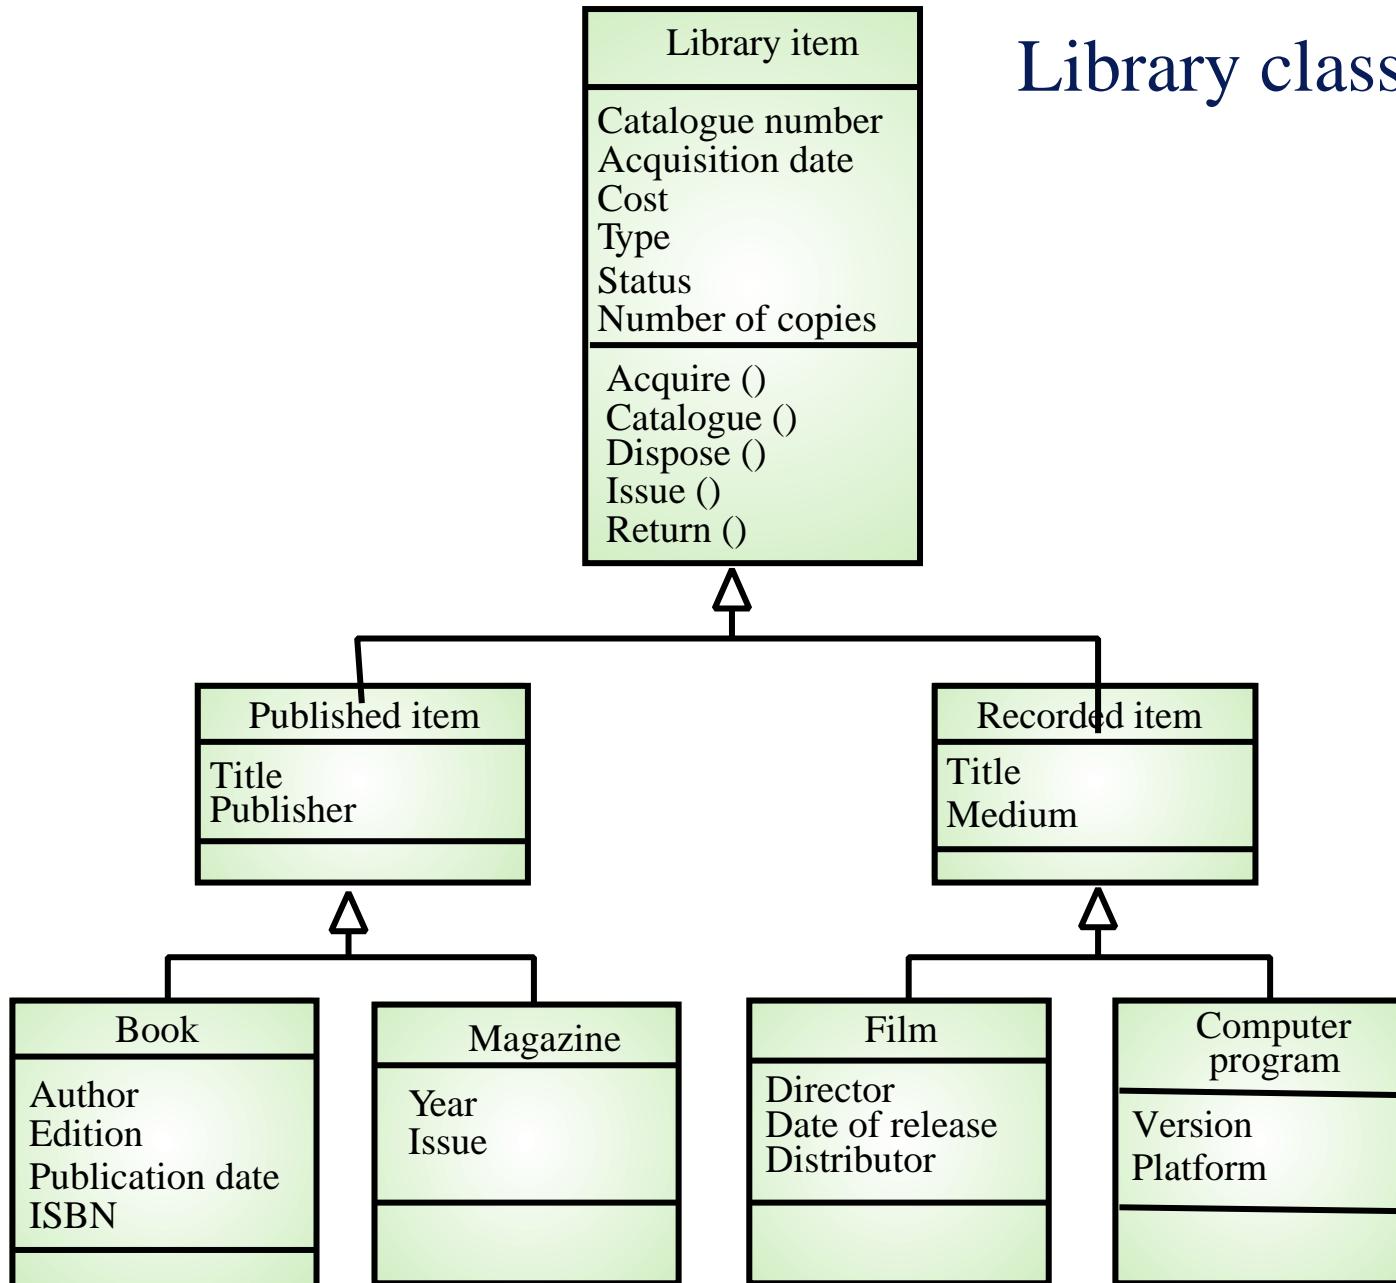 Library item
Library class
Catalogue number
Acquisition date
Cost
Type
Status
Number of copies
Acquire ()
Catalogue ()
Dispose ()
Issue ()
Return ()
Published item
Title
Publisher
Recorded item
Title
Medium
Book
Author
Edition
Publication date
ISBN
Magazine
Year
Issue
Film
Director
Date of release
Distributor
Computer
program
Version
Platform